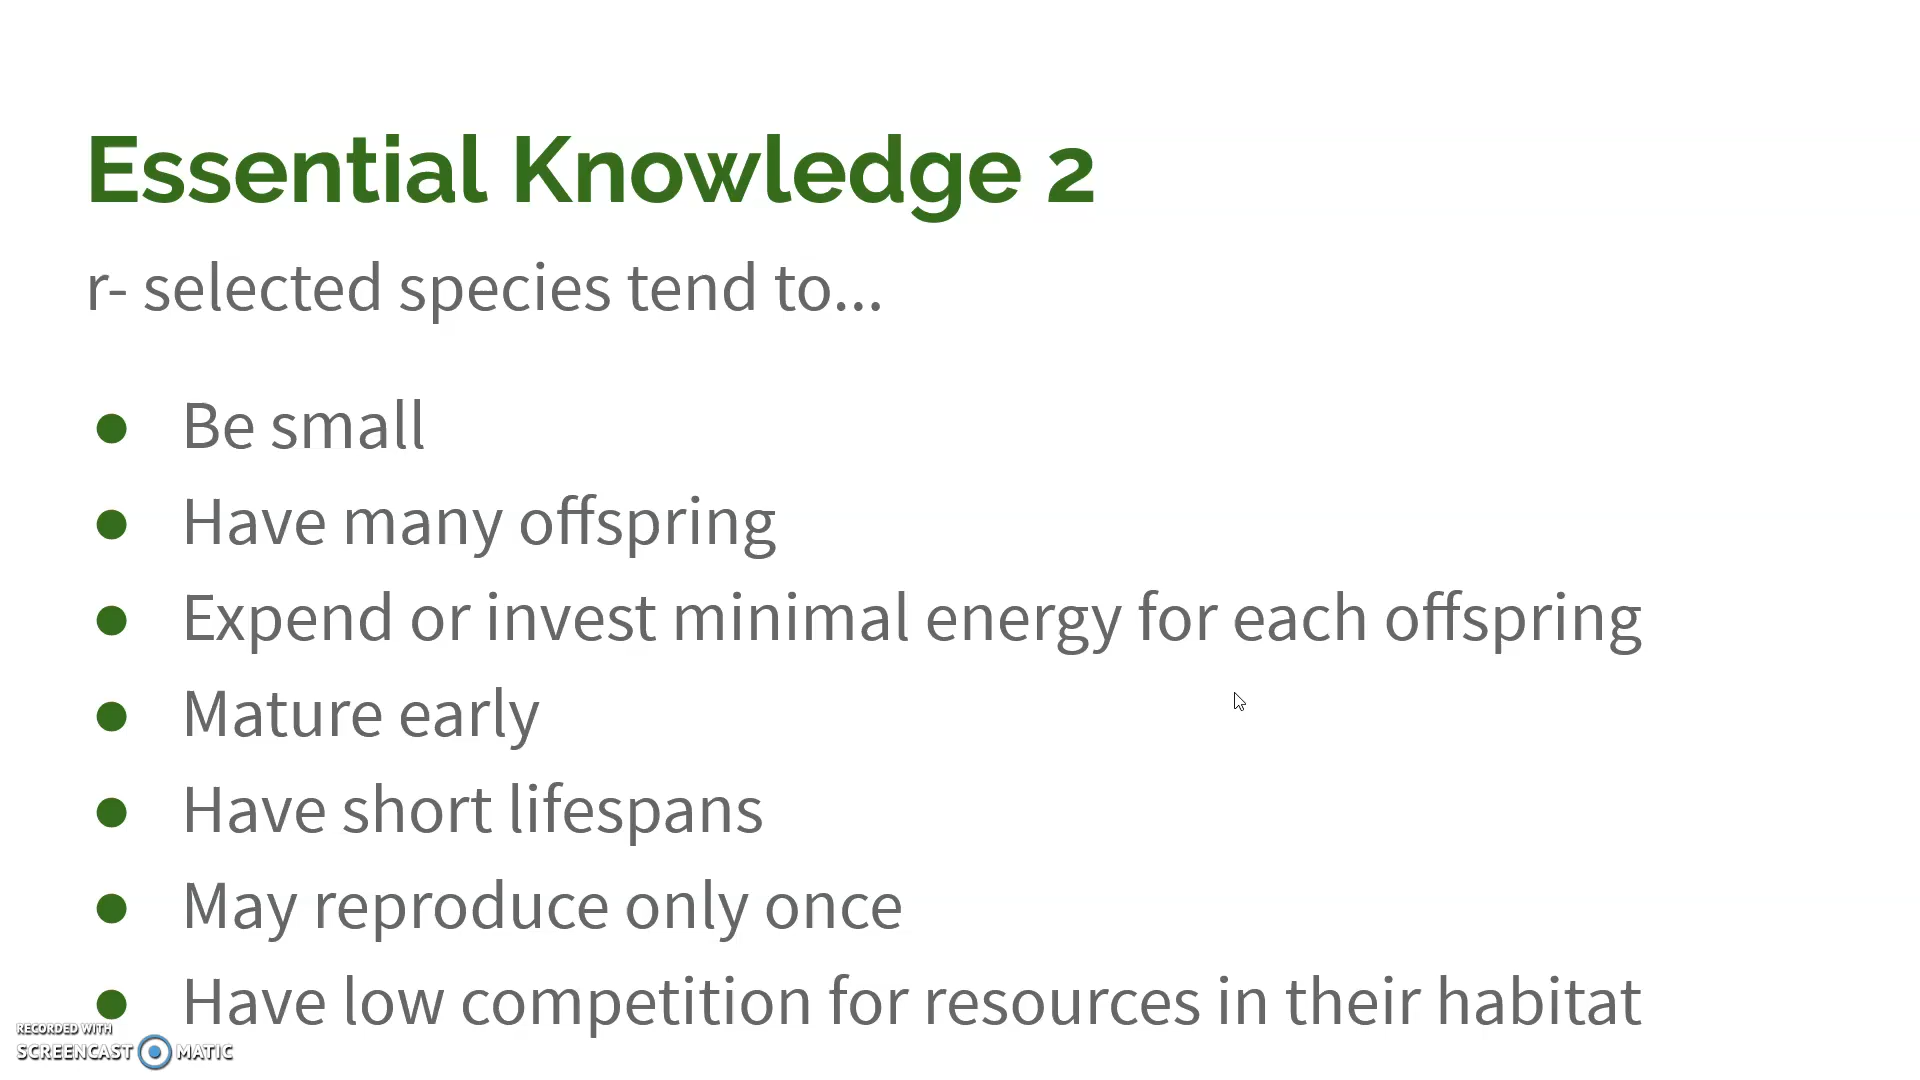 Essential Knowledge 2
r- selected species tend to...
● Be small
● Have many offspring
● Expend or invest minimal energy for each offspring
● Mature early
● Have short lifespans
● May reproduce only once
● Have low competition for resources in their habitat
RECORDED WITH
SCREENCAST MATIC